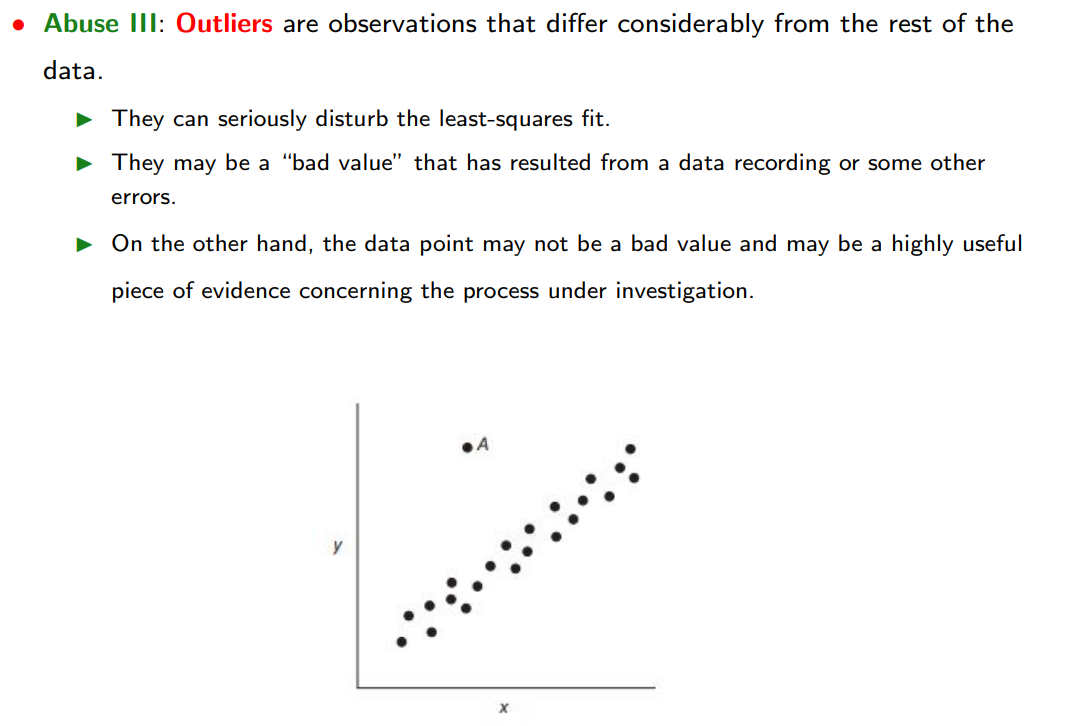 • Abuse III: Outliers are observations that differ considerably from the rest of the
data.
▶ They can seriously disturb the least-squares fit.
▶ They may be a “bad value” that has resulted from a data recording or some other
errors.
▶ On the other hand, the data point may not be a bad value and may be a highly useful
piece of evidence concerning the process under investigation.
A
y
x